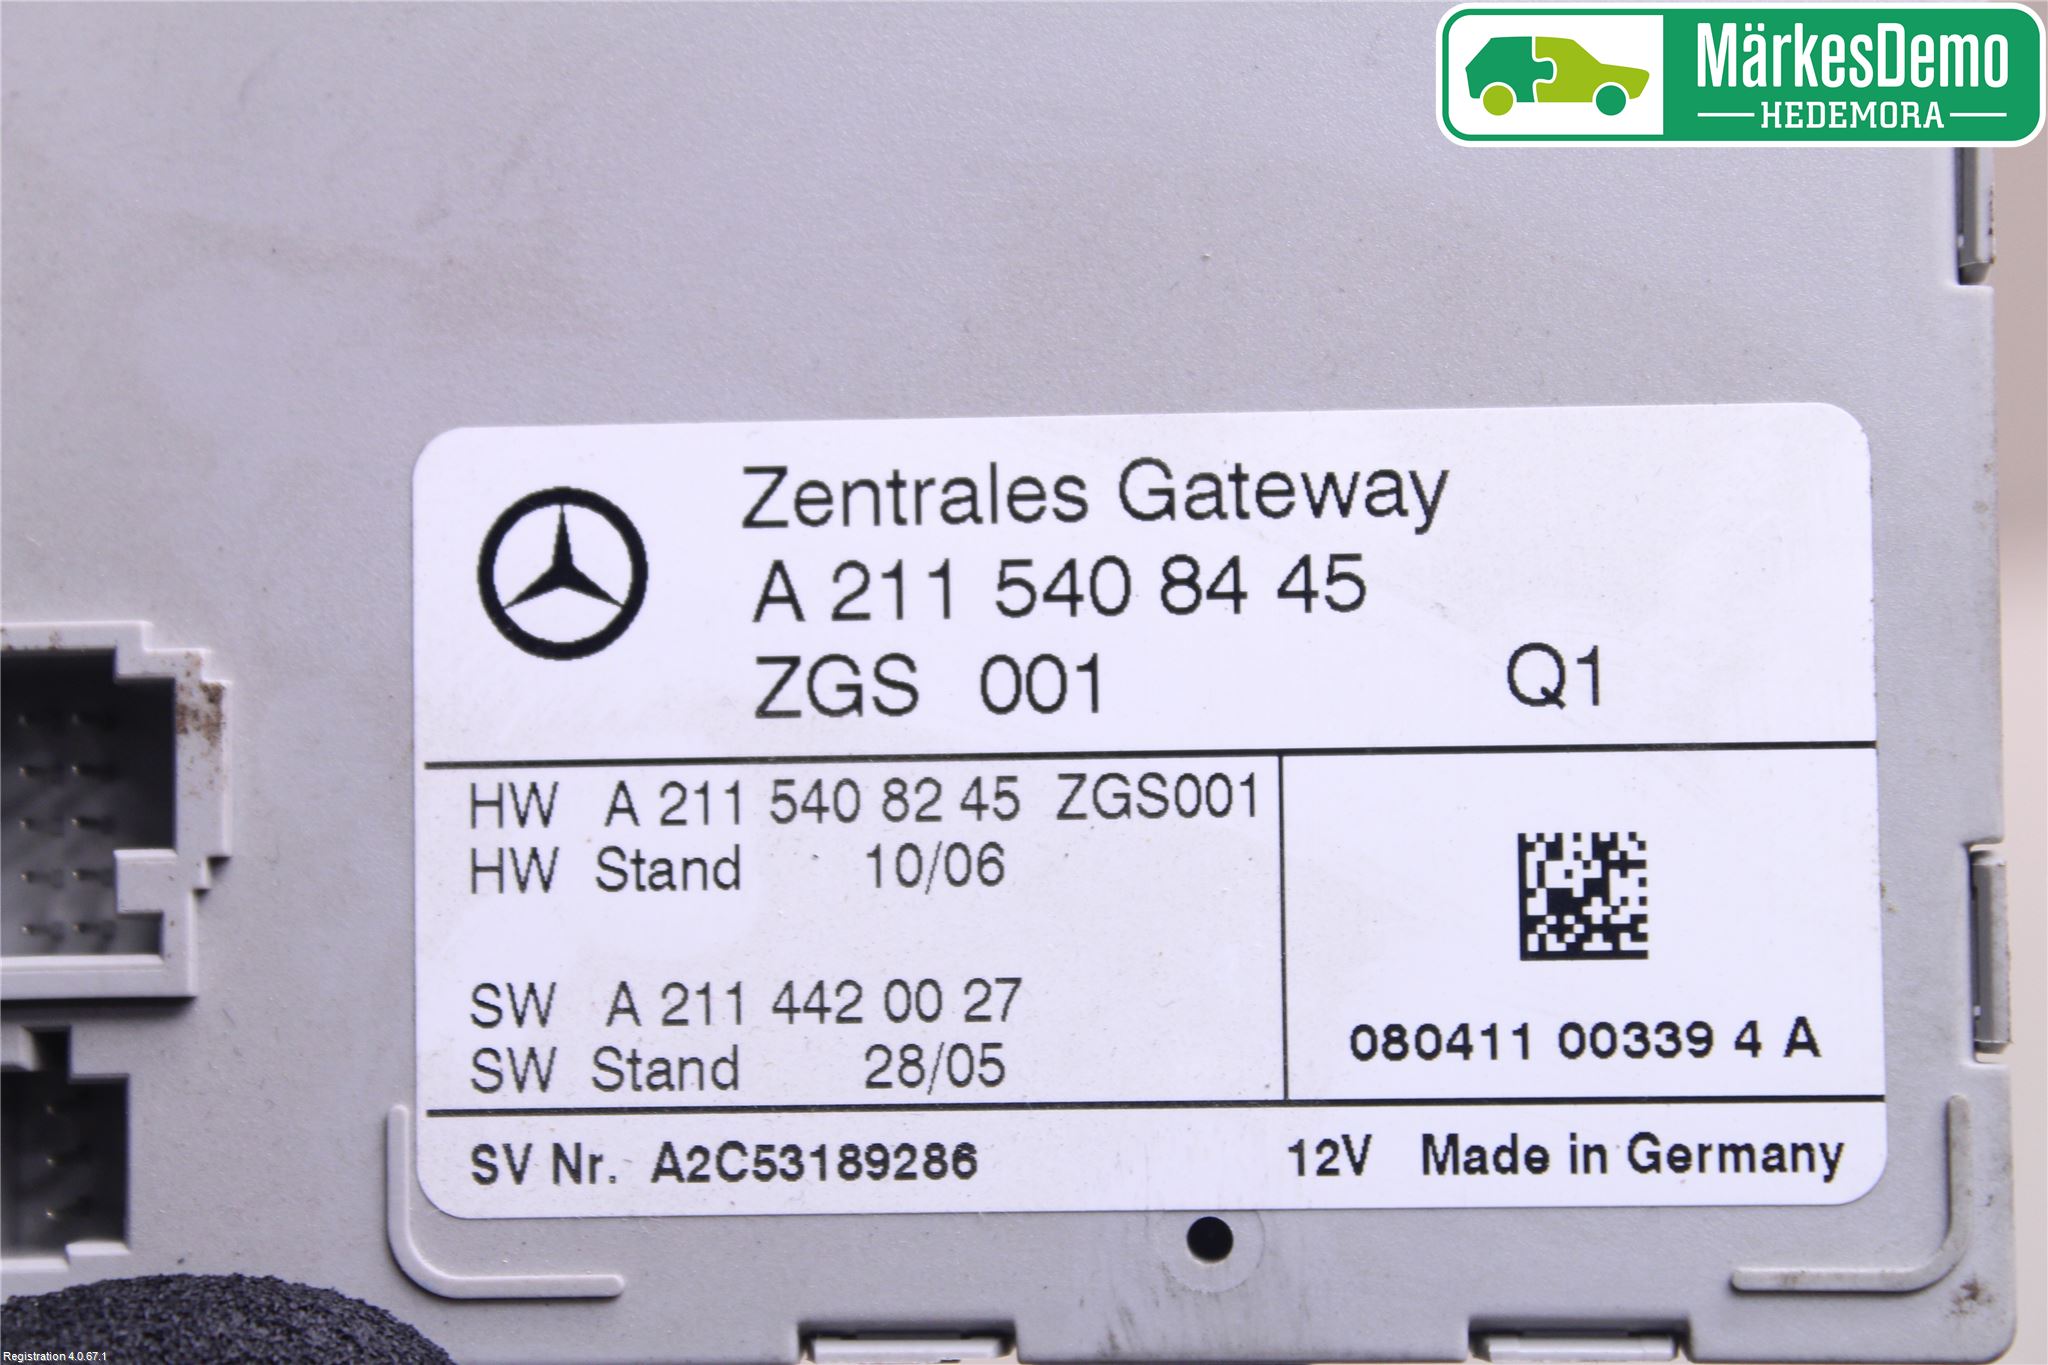 MärkesDemo
HEDEMORA
Zentrales Gateway
A 211 540 84 45
ZGS 001 Q1
HW A 211 540 82 45 ZGS001
HW Stand 10/06
SW A 211 442 00 27
SW Stand 28/05
080411 00339 4 A
SV Nr. A2C53189286 12V Made in Germany
Registration 4.0.67.1